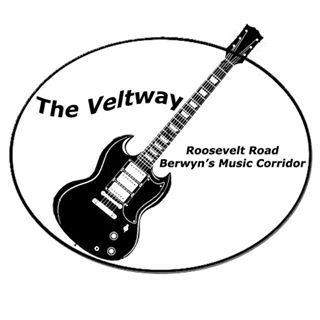 The Veltway
Roosevelt Road
Berwyn's Music Corridor